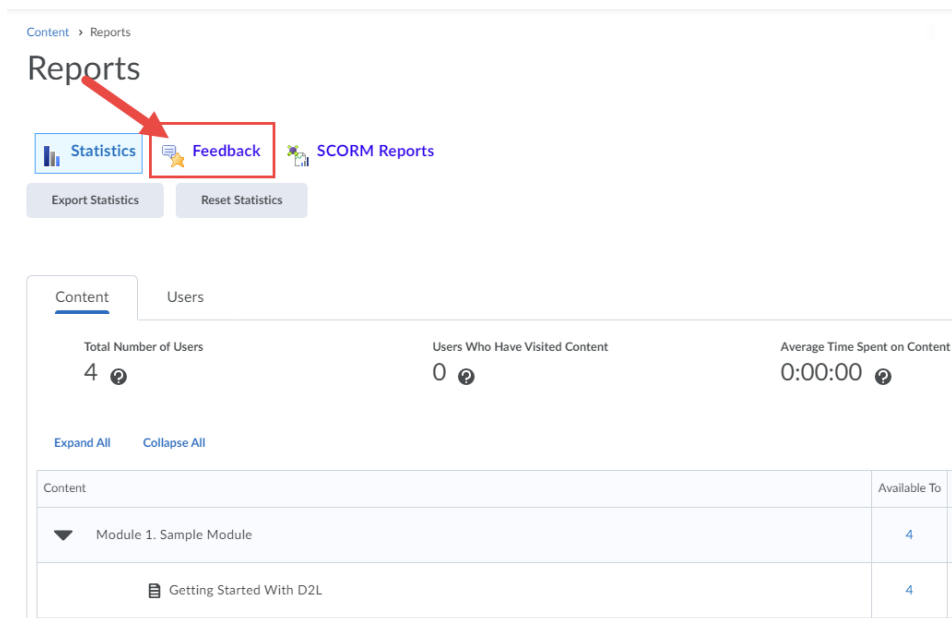 Content > Reports
Reports
Statistics Feedback SCORM Reports
Export Statistics Reset Statistics
Content Users
Total Number of Users Users Who Have Visited Content Average Time Spent on Content
4 0 0:00:00
Expand All Collapse All
Content Available To
Module 1. Sample Module 4
Getting Started With D2L 4